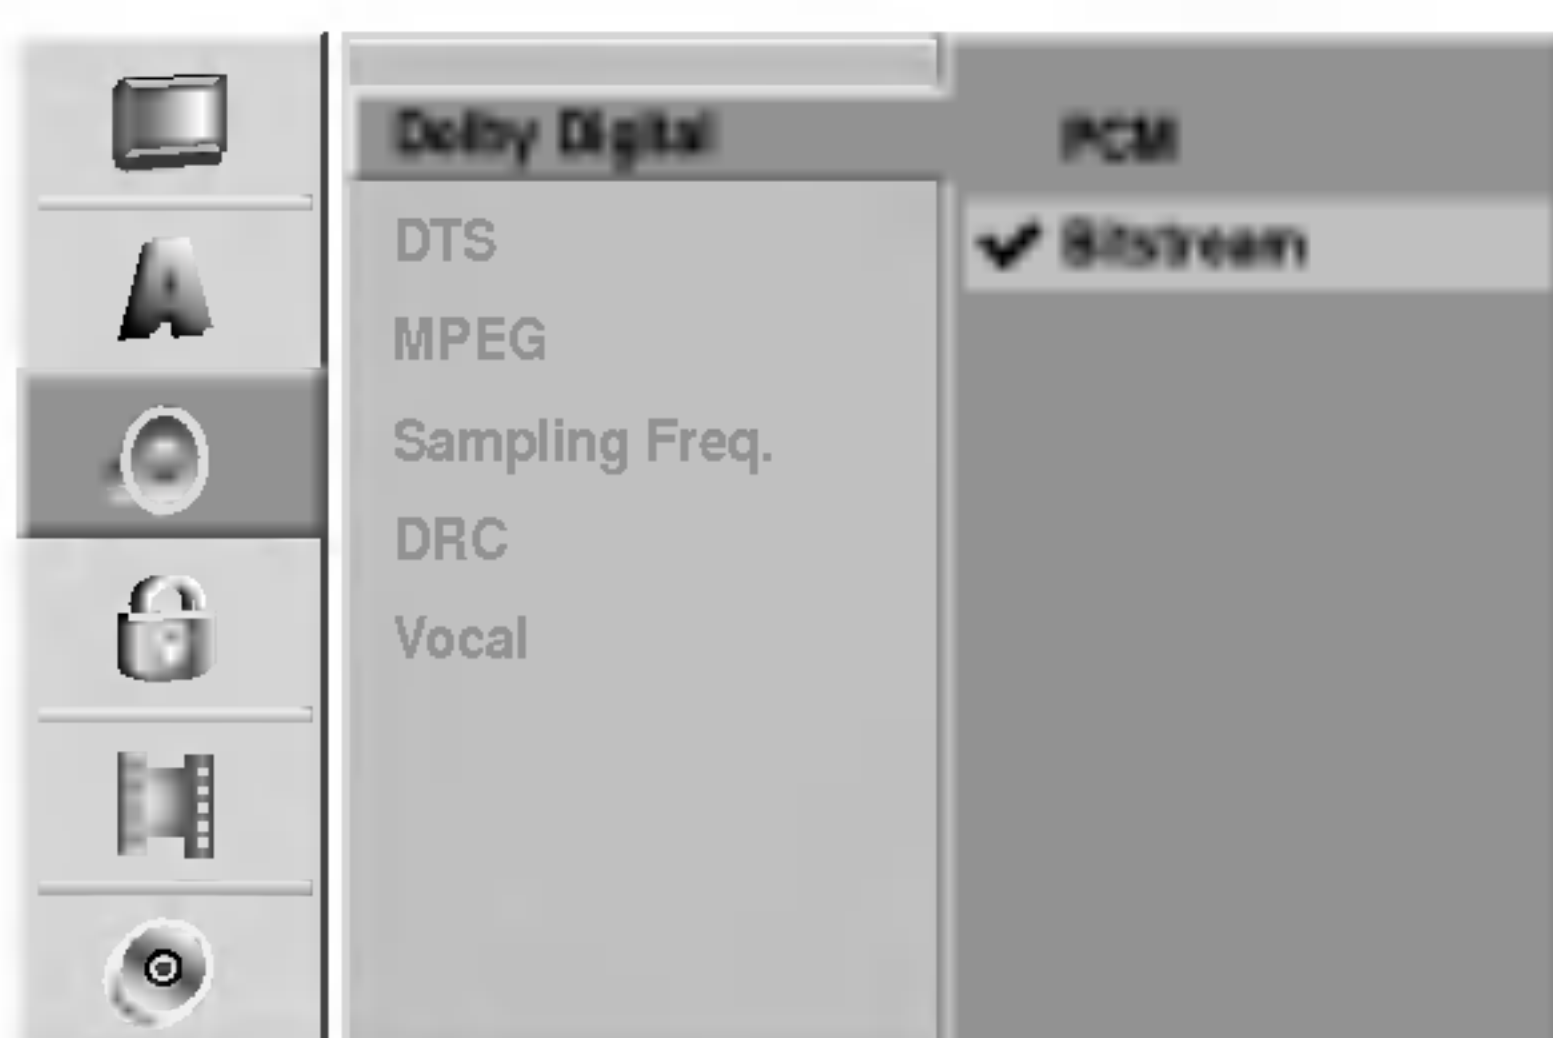 Dolby Digital
PCM
✔ Bitstream
DTS
MPEG
Sampling Freq.
DRC
Vocal